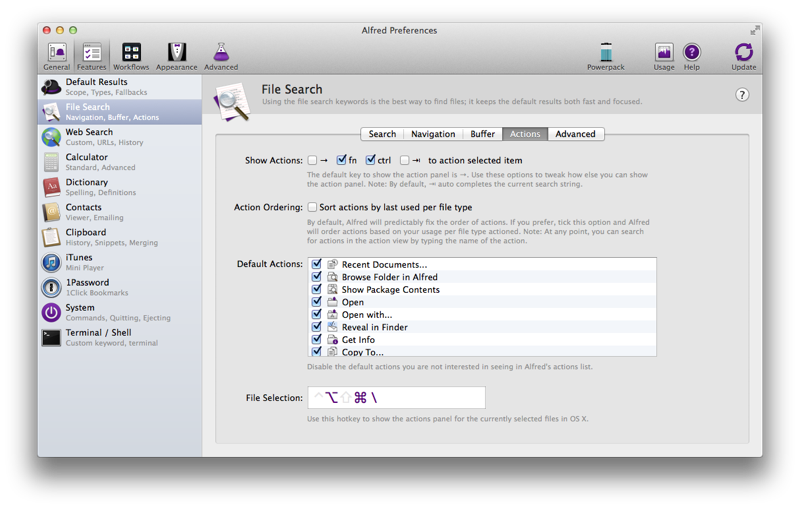 Alfred Preferences
General Features Workflows Appearance Advanced Powerpack Usage Help Update
Default Results
Scope, Types, Fallbacks
File Search
Navigation, Buffer, Actions
Web Search
Custom, URLs, History
Calculator
Standard, Advanced
Dictionary
Spelling, Definitions
Contacts
Viewer, Emailing
Clipboard
History, Snippets, Merging
iTunes
Mini Player
1Password
1Click Bookmarks
System
Commands, Quitting, Ejecting
Terminal / Shell
Custom keyword, terminal
File Search
Using the file search keywords is the best way to find files; it keeps the default results both fast and focused.
?
Search Navigation Buffer Actions Advanced
Show Actions: → fn ctrl ⇥ to action selected item
The default key to show the action panel is →. Use these options to tweak how else you can show
the action panel. Note: By default, ⇥ auto completes the current search string.
Action Ordering: Sort actions by last used per file type
By default, Alfred will predictably fix the order of actions. If you prefer, tick this option and Alfred
will order actions based on your usage per file type actioned. Note: At any point, you can search
for actions in the action view by typing the name of the action.
Default Actions: Recent Documents...
Browse Folder in Alfred
Show Package Contents
Open
Open with...
Reveal in Finder
Get Info
Copy To...
Disable the default actions you are not interested in seeing in Alfred's actions list.
File Selection: ^⌥⇧⌘ \
Use this hotkey to show the actions panel for the currently selected files in OS X.